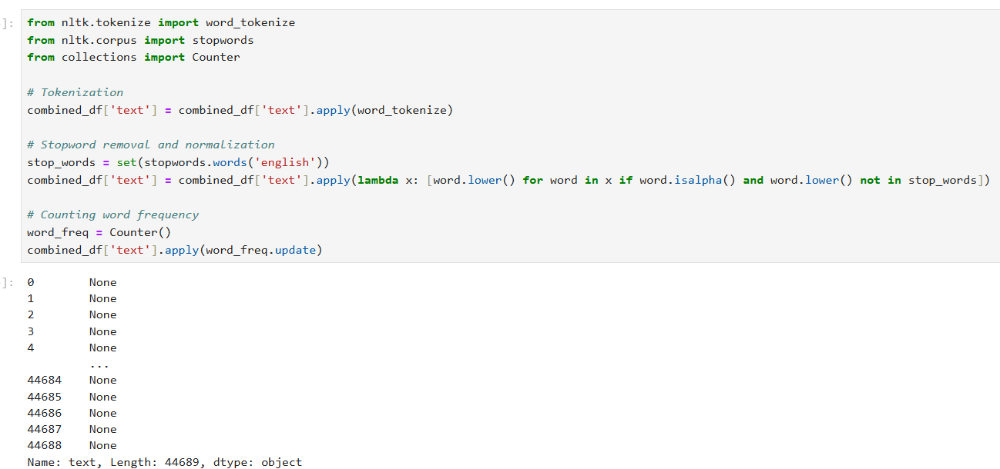 ]:
from nltk.tokenize import word_tokenize
from nltk.corpus import stopwords
from collections import Counter
# Tokenization
combined_df['text'] = combined_df['text'].apply(word_tokenize)
# Stopword removal and normalization
stop_words = set(stopwords.words('english'))
combined_df['text'] = combined_df['text'].apply(lambda x: [word.lower() for word in x if word.isalpha() and word.lower() not in stop_words])
# Counting word frequency
word_freq = Counter()
combined_df['text'].apply(word_freq.update)
]:
0 None
1 None
2 None
3 None
4 None
...
44684 None
44685 None
44686 None
44687 None
44688 None
Name: text, Length: 44689, dtype: object